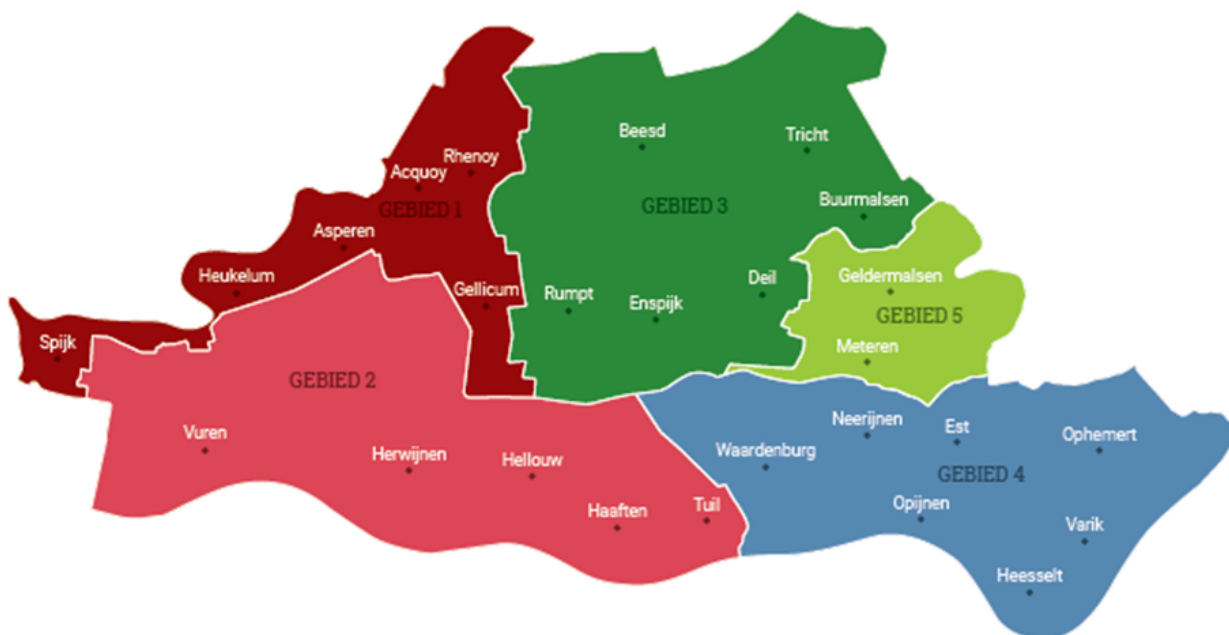 Beesd
Tricht
Rhenoy
Acquoy
Buurmalsen
GEBIED 3
GEBIED 1
Asperen
Heukelum
Geldermalsen
Deil
Gellicum
Rumpt
Enspijk
GEBIED 5
Spijk
Meteren
GEBIED 2
Neerijnen
Est
Ophemert
Vuren
Waardenburg
Herwijnen
Hellouw
GEBIED 4
Tuil
Opijnen
Haaften
Varik
Heesselt